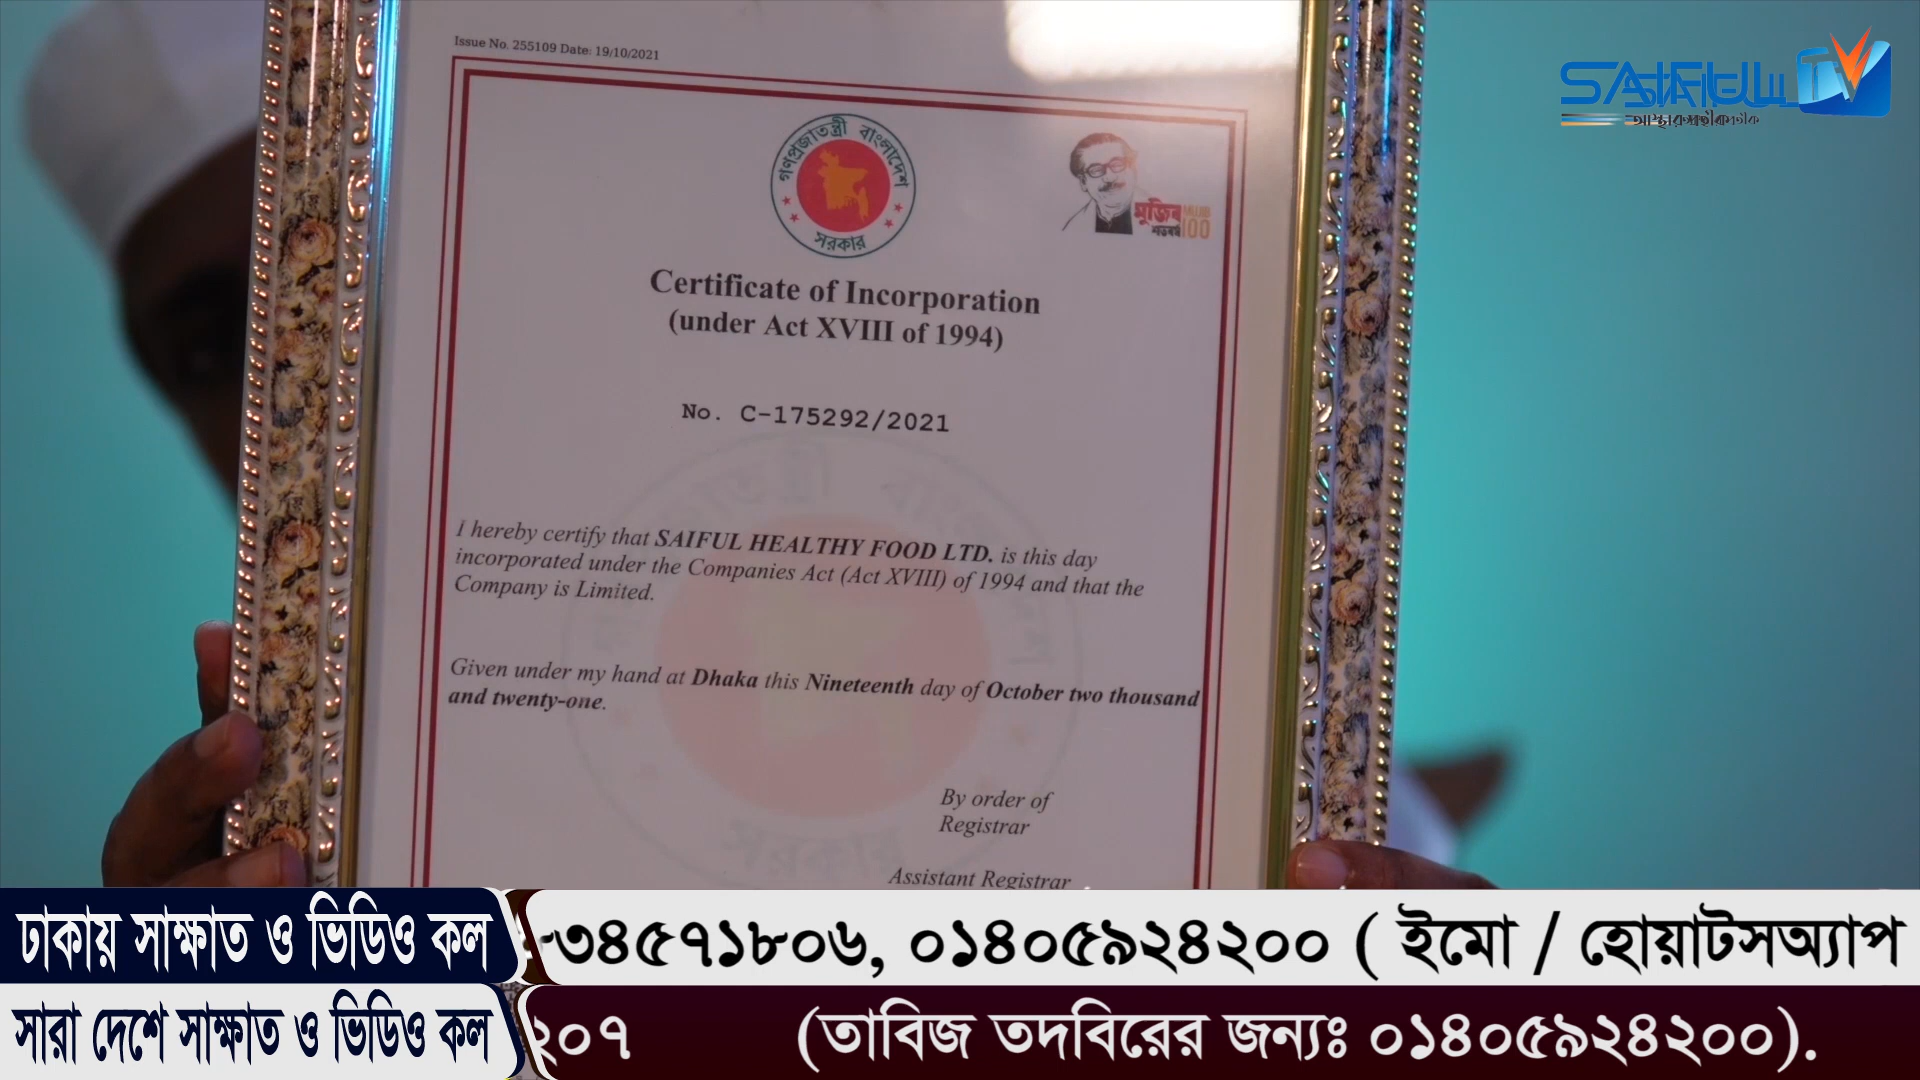 Issue No. 255109 Date: 19/10/2021
SAIFUL TV
গণপ্রজাতন্ত্রী বাংলাদেশ
সরকার
মুজিব
শতবর্ষ 100
Certificate of Incorporation
(under Act XVIII of 1994)
No. C-175292/2021
I hereby certify that SAIFUL HEALTHY FOOD LTD. is this day
incorporated under the Companies Act (Act XVIII) of 1994 and that the
Company is Limited.
Given under my hand at Dhaka this Nineteenth day of October two thousand
and twenty-one.
By order of
Registrar
Assistant Registrar
ঢাকায় সাক্ষাত ও ভিডিও কল -৩৪৫৭১৮০৬, ০১৪০৫৯২৪২০০ ( ইমো / হোয়াটসঅ্যাপ
সারা দেশে সাক্ষাত ও ভিডিও কল ২০৭ (তাবিজ তদবিরের জন্যঃ ০১৪০৫৯২৪২০০).